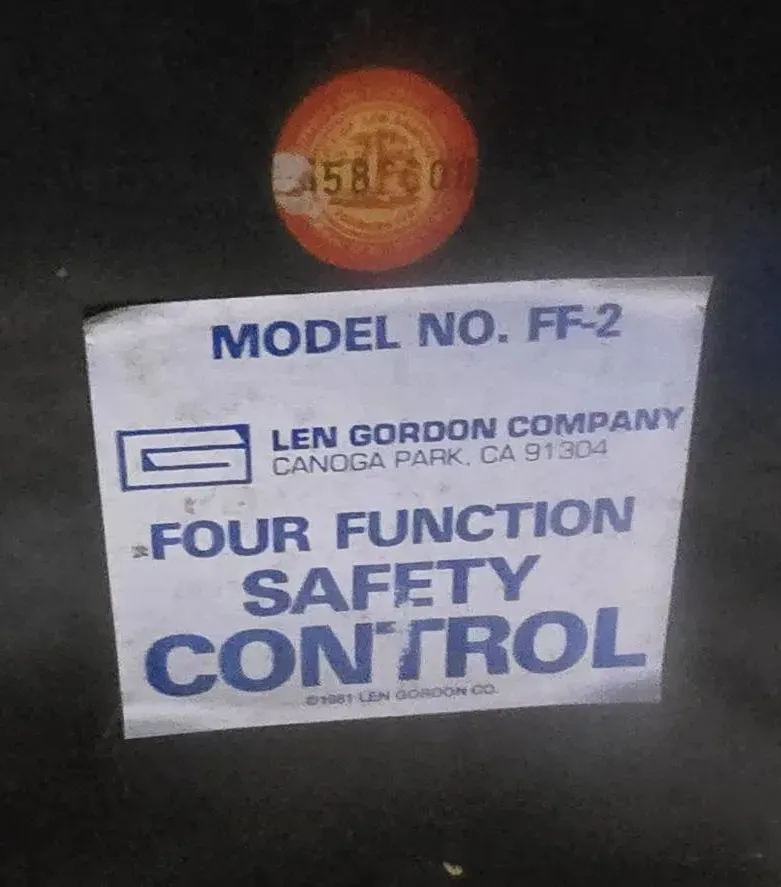 MODEL NO. FF-2
LEN GORDON COMPANY
CANOGA PARK, CA 91304
FOUR FUNCTION
SAFETY
CONTROL
©1981 LEN GORDON CO.